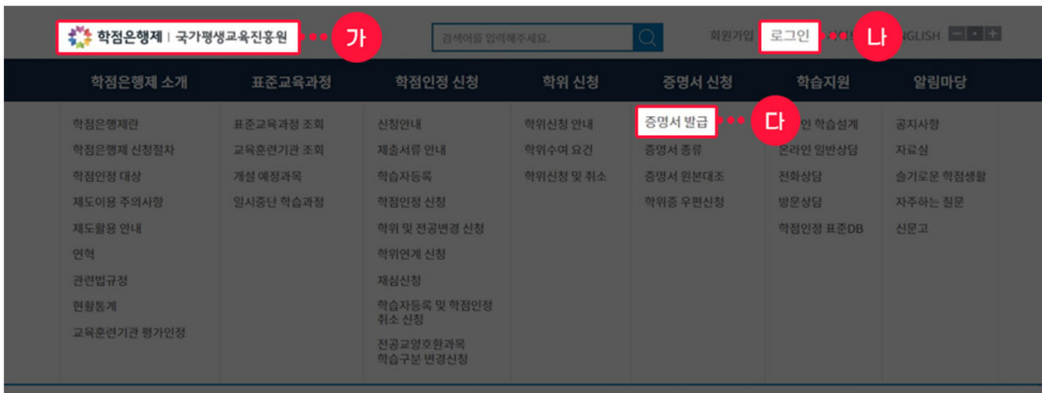 학점은행제 | 국가평생교육진흥원
가
검색어를 입력해주세요.
회원가입
로그인
나
NGLISH
학점은행제 소개
표준교육과정
학점인정 신청
학위 신청
증명서 신청
학습지원
알림마당
학점은행제란
학점은행제 신청절차
학점인정 대상
제도이용 주의사항
제도활용 안내
연혁
관련법규정
현황통계
교육훈련기관 평가인정
표준교육과정 조회
교육훈련기관 조회
개설 예정과목
일시중단 학습과정
신청안내
제출서류 안내
학습자등록
학점인정 신청
학위 및 전공변경 신청
학위연계 신청
재심신청
학습자등록 및 학점인정
취소 신청
전공교양호환과목
학습구분 변경신청
학위신청 안내
학위수여 요건
학위신청 및 취소
증명서 발급
다
증명서 종류
증명서 원본대조
학위증 우편신청
인 학습설계
온라인 일반상담
전화상담
방문상담
학점인정 표준DB
공지사항
자료실
슬기로운 학점생활
자주하는 질문
신문고